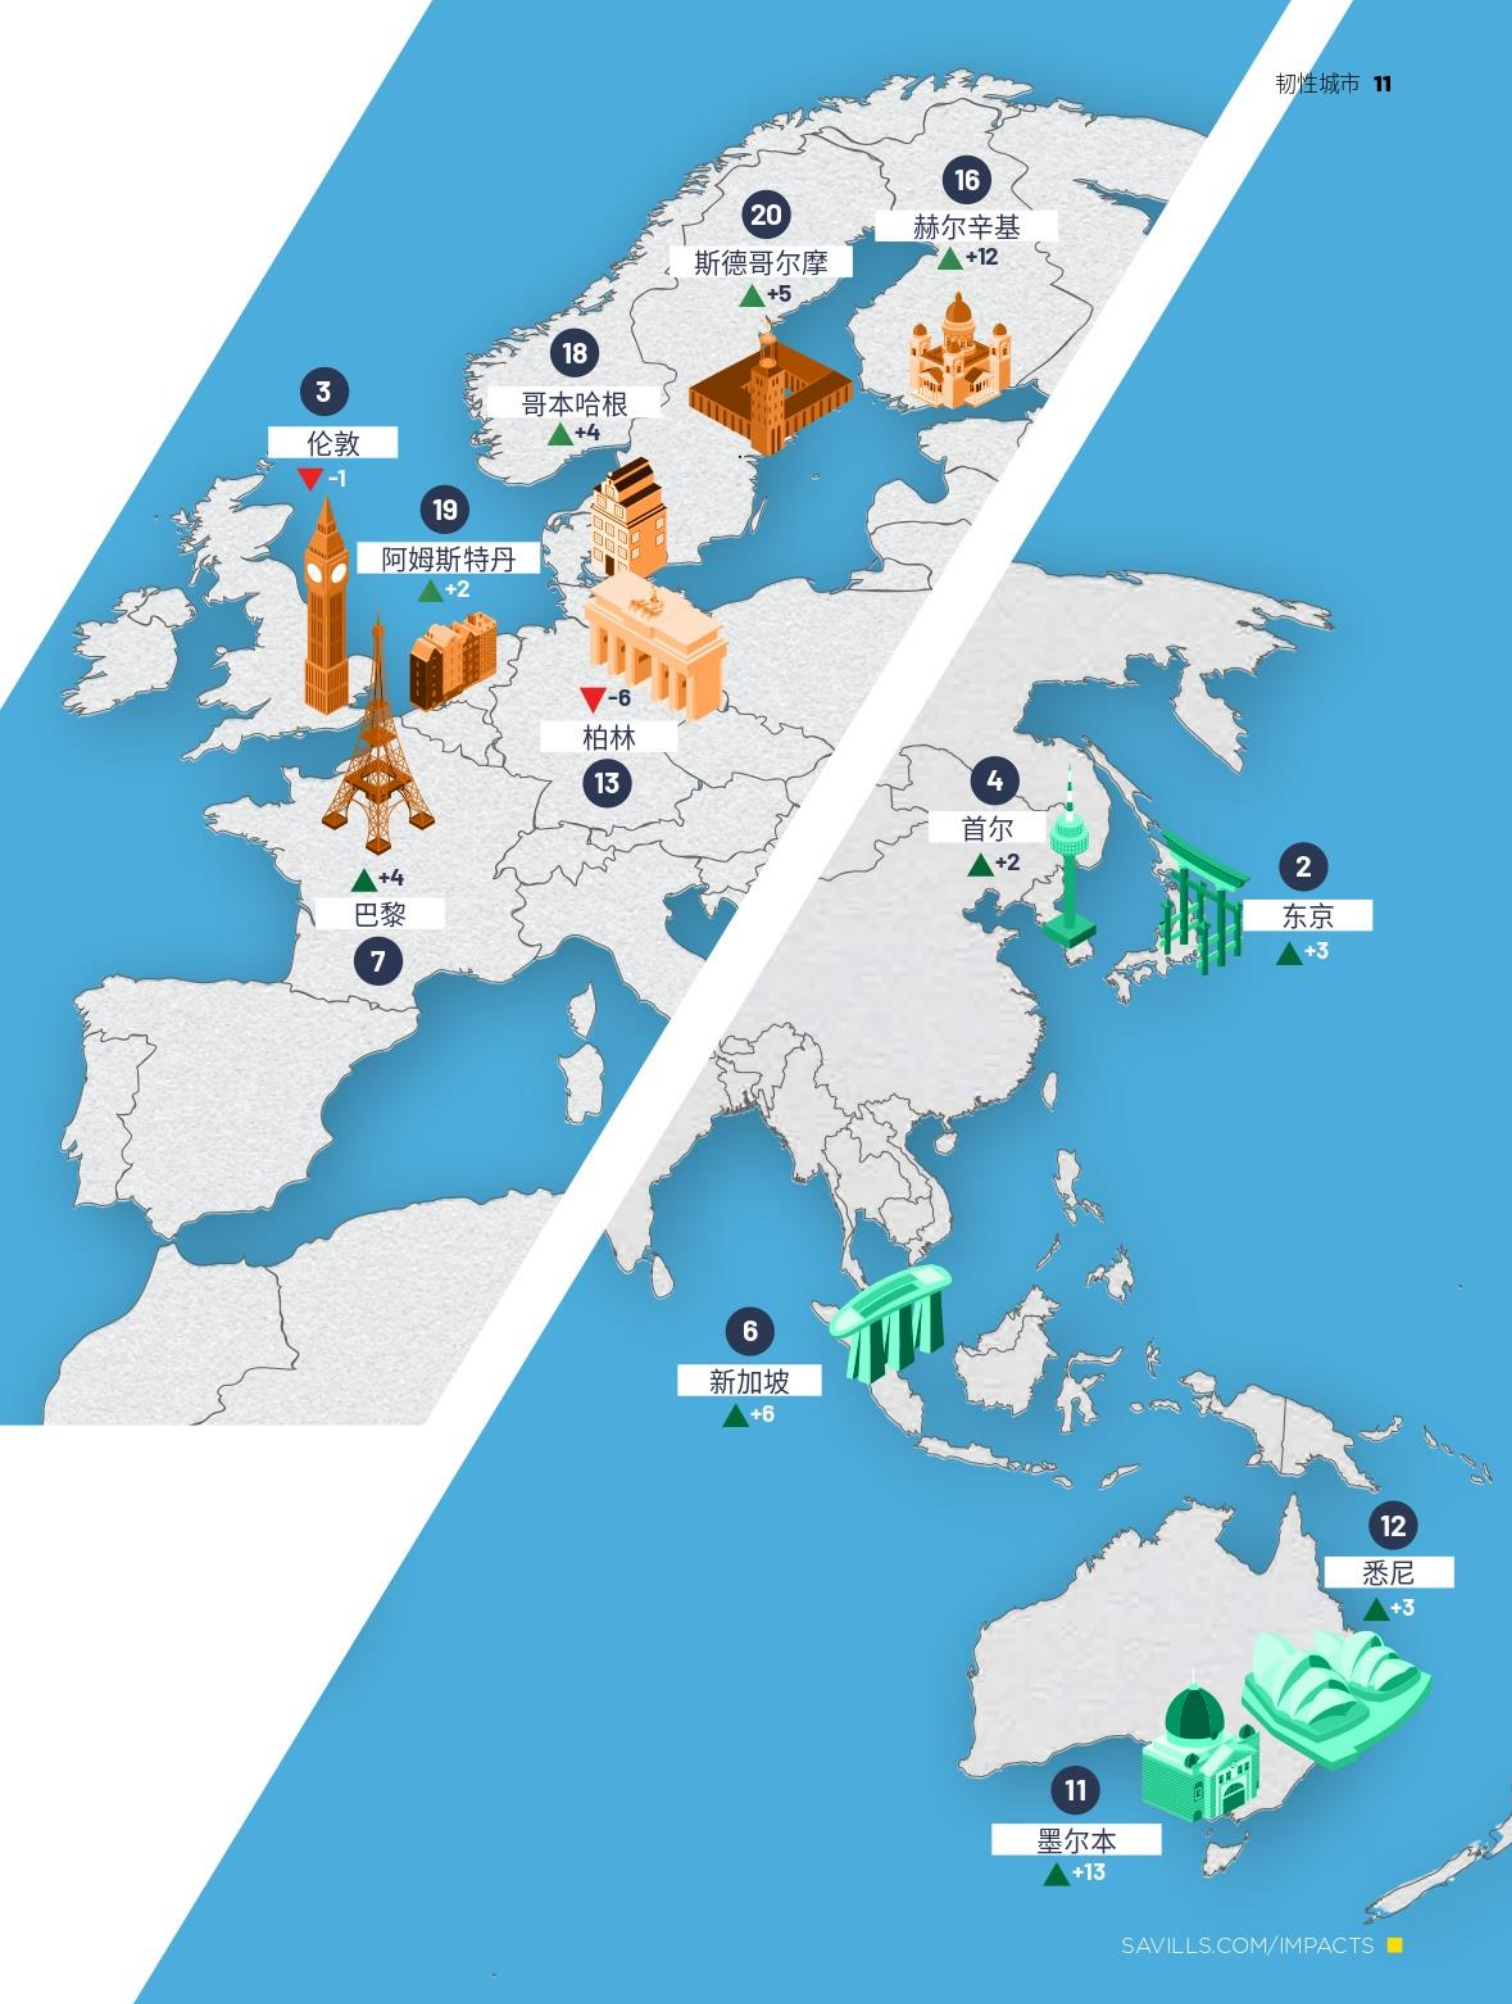 韧性城市 11
16
赫尔辛基
+12
20
斯德哥尔摩
+5
18
哥本哈根
+4
3
伦敦
-1
19
阿姆斯特丹
+2
-6
柏林
13
+4
巴黎
7
4
首尔
+2
2
东京
+3
6
新加坡
+6
12
悉尼
+3
11
墨尔本
+13
SAVILLS.COM/IMPACTS